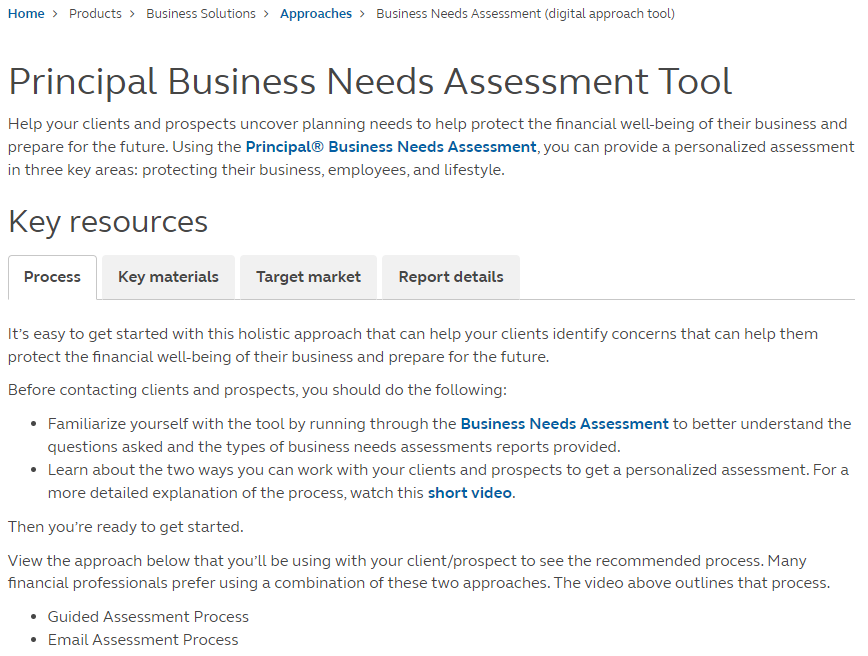 Home > Products > Business Solutions > Approaches > Business Needs Assessment (digital approach tool)
Principal Business Needs Assessment Tool
Help your clients and prospects uncover planning needs to help protect the financial well-being of their business and
prepare for the future. Using the Principal® Business Needs Assessment, you can provide a personalized assessment
in three key areas: protecting their business, employees, and lifestyle.
Key resources
Process Key materials Target market Report details
It’s easy to get started with this holistic approach that can help your clients identify concerns that can help them
protect the financial well-being of their business and prepare for the future.
Before contacting clients and prospects, you should do the following:
• Familiarize yourself with the tool by running through the Business Needs Assessment to better understand the
questions asked and the types of business needs assessments reports provided.
• Learn about the two ways you can work with your clients and prospects to get a personalized assessment. For a
more detailed explanation of the process, watch this short video.
Then you’re ready to get started.
View the approach below that you’ll be using with your client/prospect to see the recommended process. Many
financial professionals prefer using a combination of these two approaches. The video above outlines that process.
• Guided Assessment Process
• Email Assessment Process